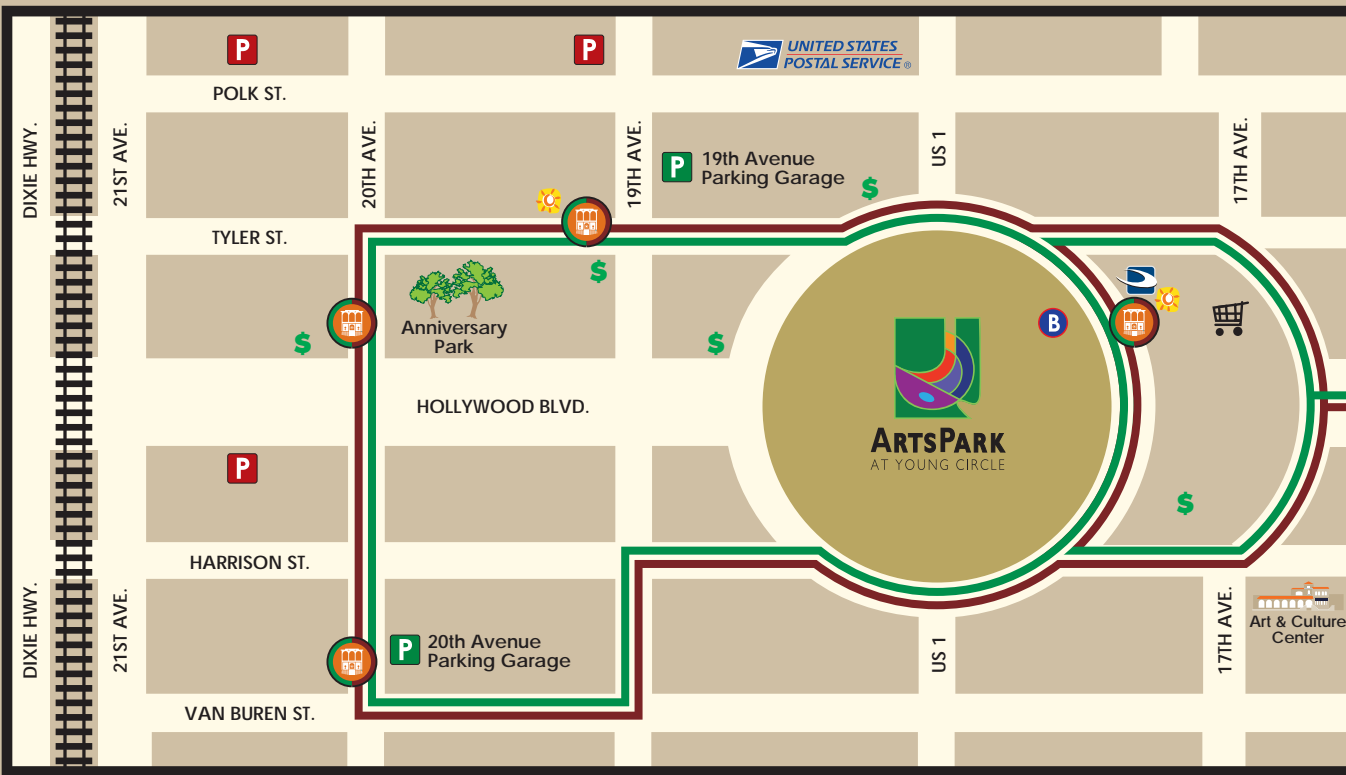 P
P
UNITED STATES
POSTAL SERVICE®
POLK ST.
DIXIE HWY.
21ST AVE.
20TH AVE.
19TH AVE.
P
19th Avenue
Parking Garage
$
US 1
17TH AVE.
TYLER ST.
$
Anniversary
Park
$
$
B
HOLLYWOOD BLVD.
ARTSPARK
AT YOUNG CIRCLE
P
$
HARRISON ST.
DIXIE HWY.
21ST AVE.
P
20th Avenue
Parking Garage
US 1
17TH AVE.
Art & Culture
Center
VAN BUREN ST.